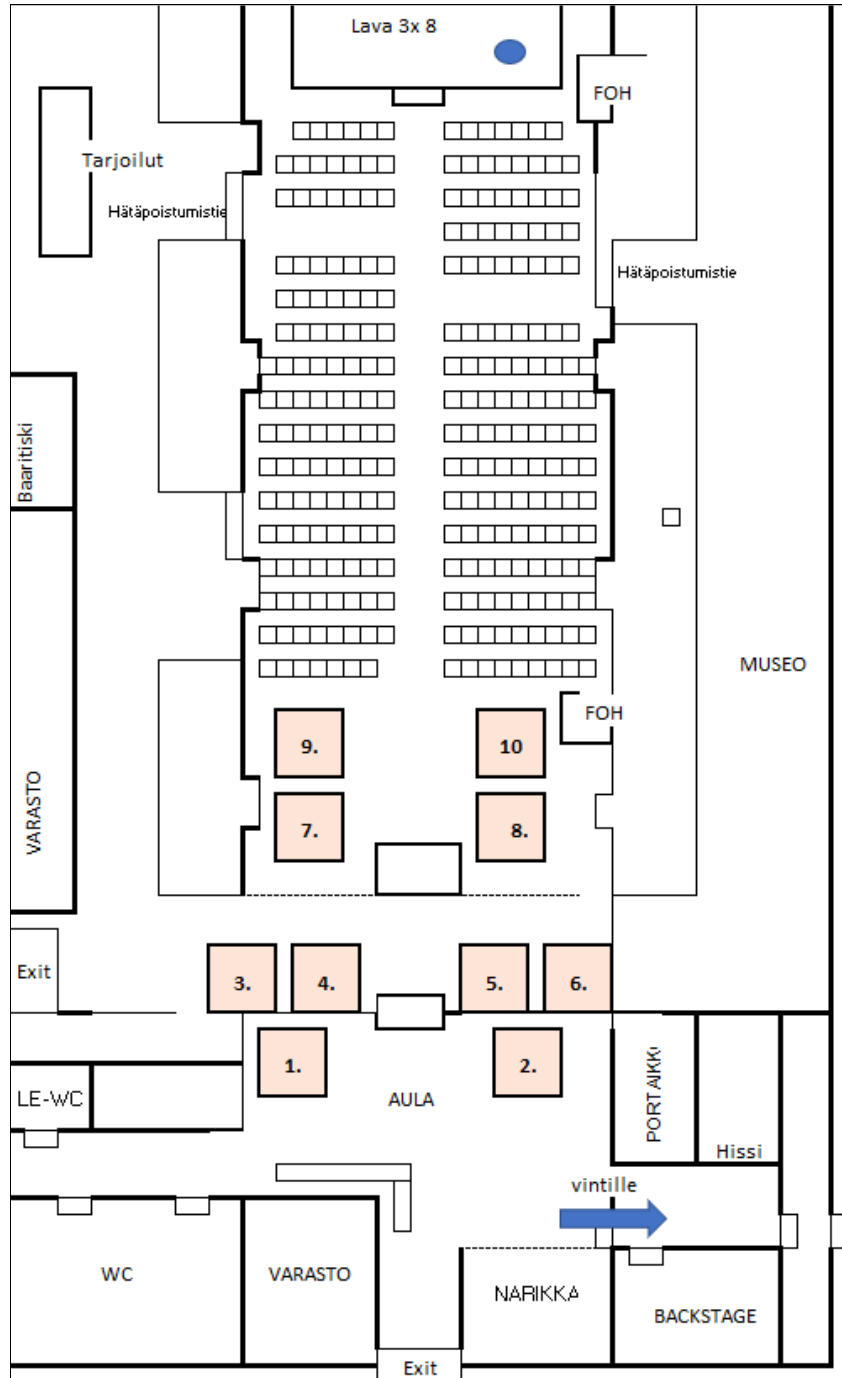 Lava 3x 8
FOH
Tarjoilut
Hätäpoistumistie
Hätäpoistumistie
Baaritiski
MUSEO
FOH
9.
10
VARASTO
7.
8.
Exit
3.
4.
5.
6.
1.
2.
PORTAIKKO
LE-WC
AULA
Hissi
vintille
WC
VARASTO
NARIKKA
BACKSTAGE
Exit